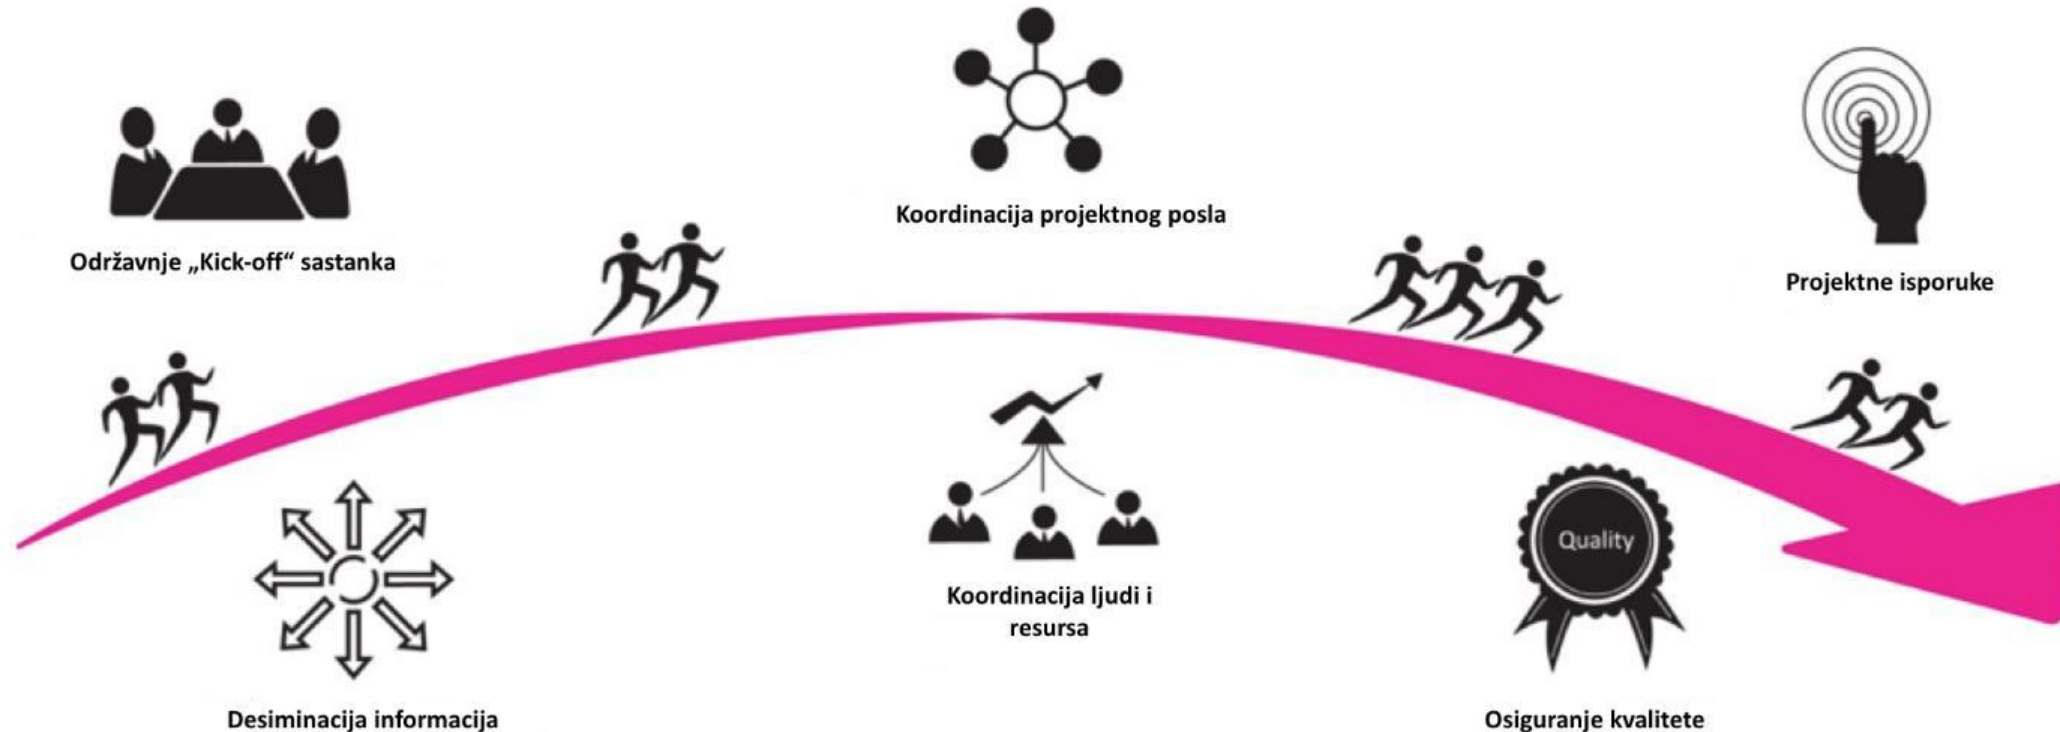 Održavnje „Kick-off“ sastanka
Koordinacija projektnog posla
Projektne isporuke
Desiminacija informacija
Koordinacija ljudi i
resursa
Quality
Osiguranje kvalitete